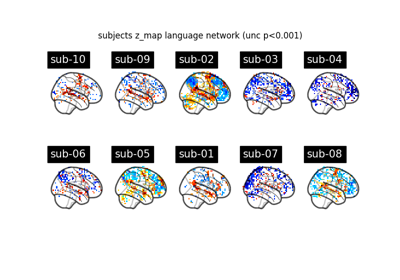 subjects z_map language network (unc p<0.001)
sub-10 sub-09 sub-02 sub-03 sub-04
sub-06 sub-05 sub-01 sub-07 sub-08